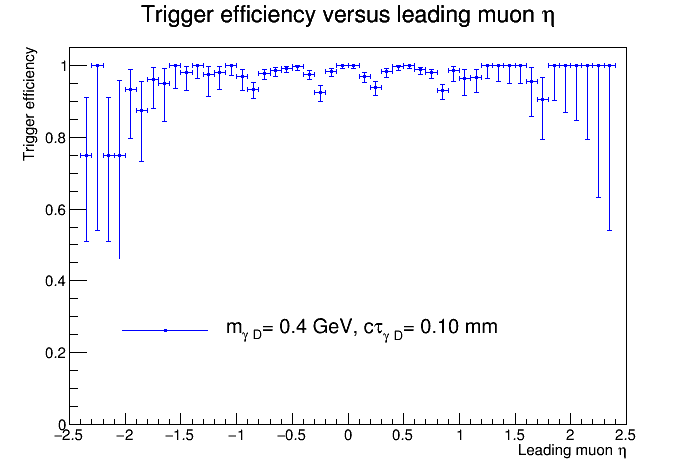 Trigger efficiency versus leading muon η
Trigger efficiency
1
0.8
0.6
0.4
0.2
0
m_γ D= 0.4 GeV, cτ_γ D= 0.10 mm
−2.5 −2 −1.5 −1 −0.5 0 0.5 1 1.5 2 2.5
Leading muon η